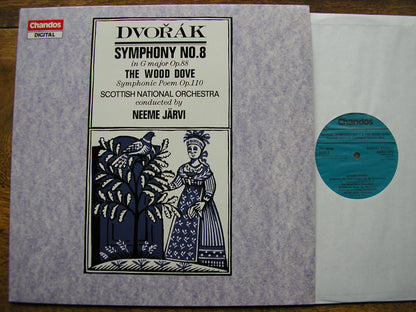 Chandos
DIGITAL
DVOŘÁK
SYMPHONY NO.8
in G major Op.88
THE WOOD DOVE
Symphonic Poem Op.110
SCOTTISH NATIONAL ORCHESTRA
conducted by
NEEME JÄRVI
Chandos